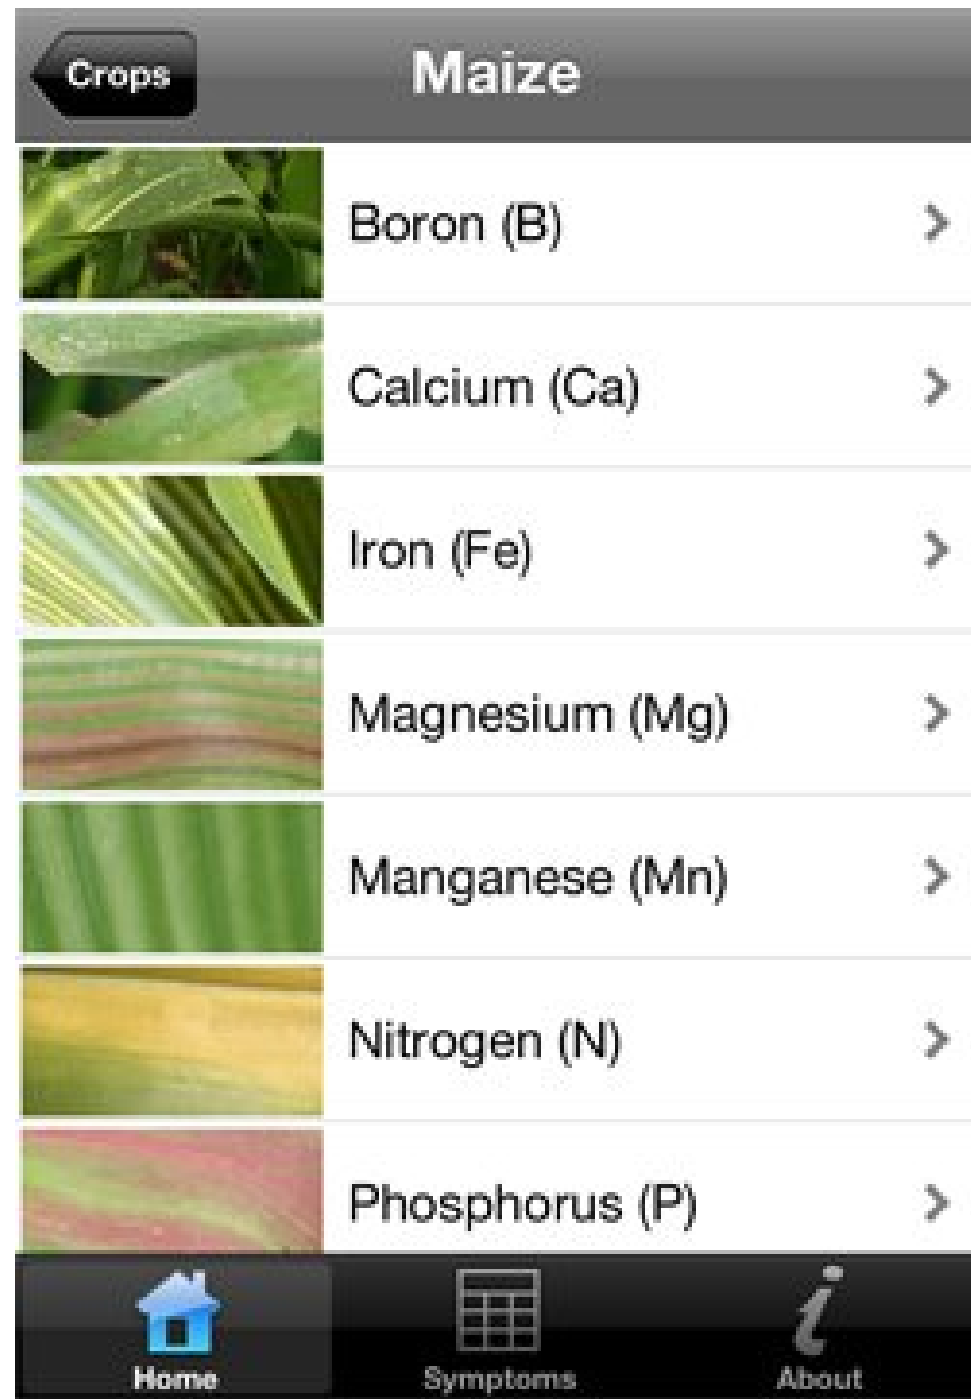 Crops
Maize
Boron (B)
Calcium (Ca)
Iron (Fe)
Magnesium (Mg)
Manganese (Mn)
Nitrogen (N)
Phosphorus (P)
Home
Symptoms
About